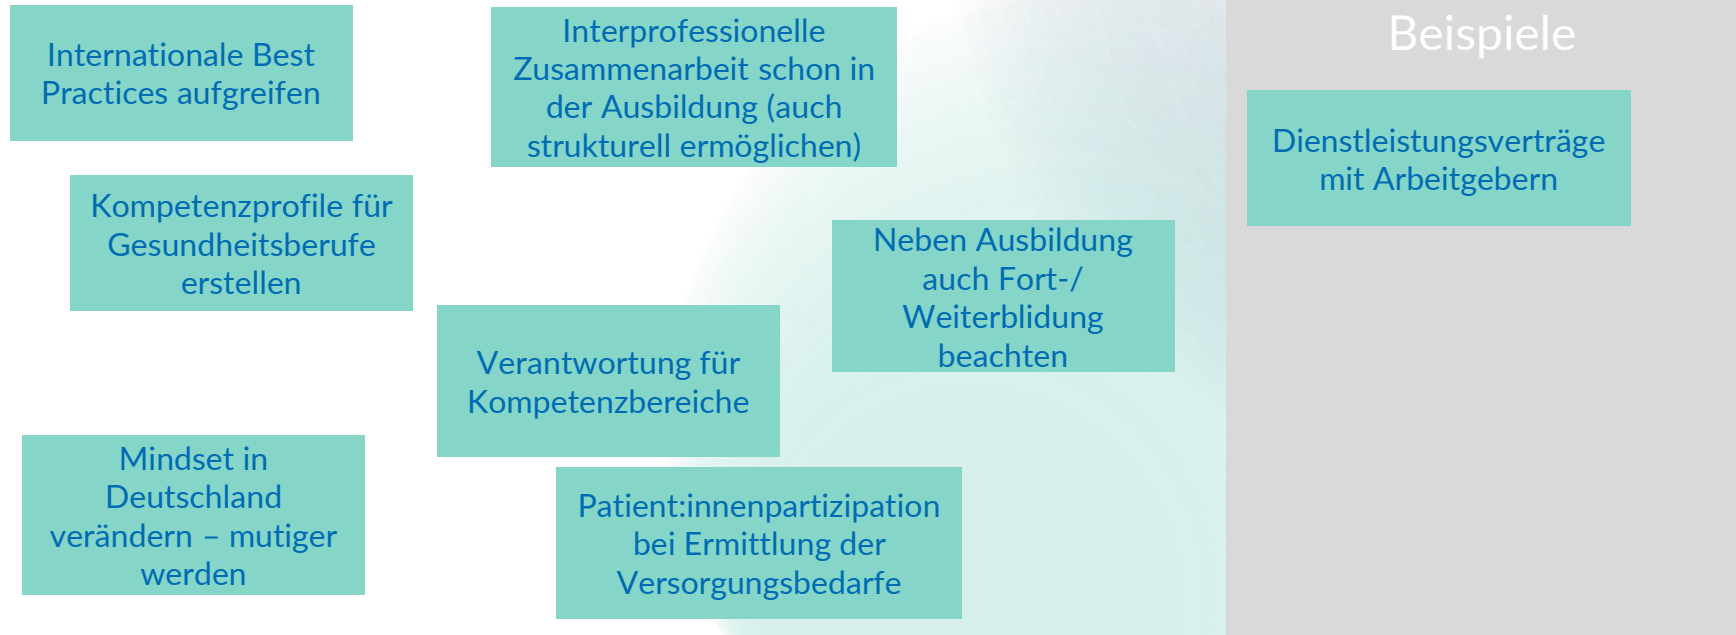 Internationale Best
Practices aufgreifen
Interprofessionelle
Zusammenarbeit schon in
der Ausbildung (auch
strukturell ermöglichen)
Kompetenzprofile für
Gesundheitsberufe
erstellen
Neben Ausbildung
auch Fort-/
Weiterblidung
beachten
Verantwortung für
Kompetenzbereiche
Mindset in
Deutschland
verändern – mutiger
werden
Patient:innenpartizipation
bei Ermittlung der
Versorgungsbedarfe
Beispiele
Dienstleistungsverträge
mit Arbeitgebern